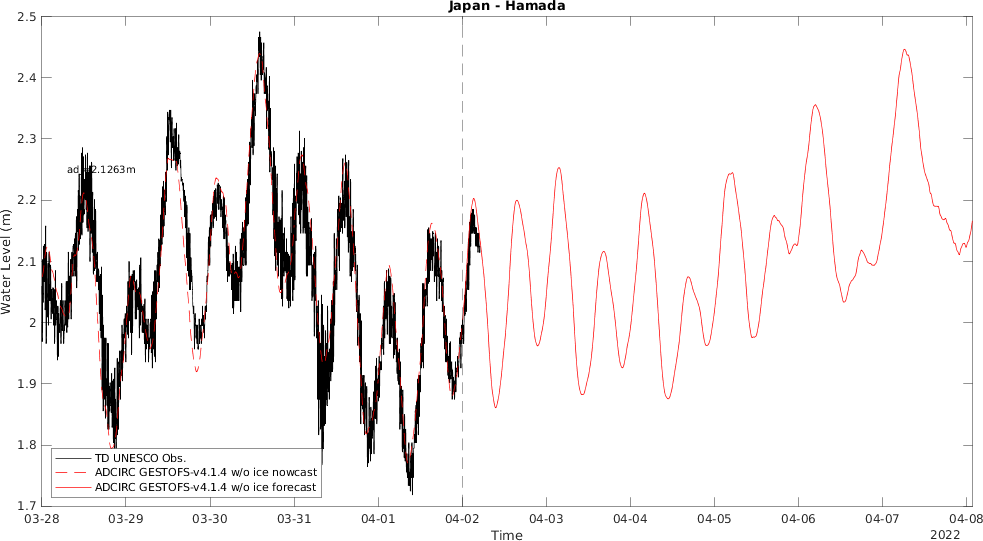 Japan - Hamada
2.5
2.4
2.3
2.2
2.1
2
1.9
1.8
1.7
Water Level (m)
2.1263m
TD UNESCO Obs.
ADCIRC GESTOFS-v4.1.4 w/o ice nowcast
ADCIRC GESTOFS-v4.1.4 w/o ice forecast
03-28 03-29 03-30 03-31 04-01 04-02 04-03 04-04 04-05 04-06 04-07 04-08
Time
2022